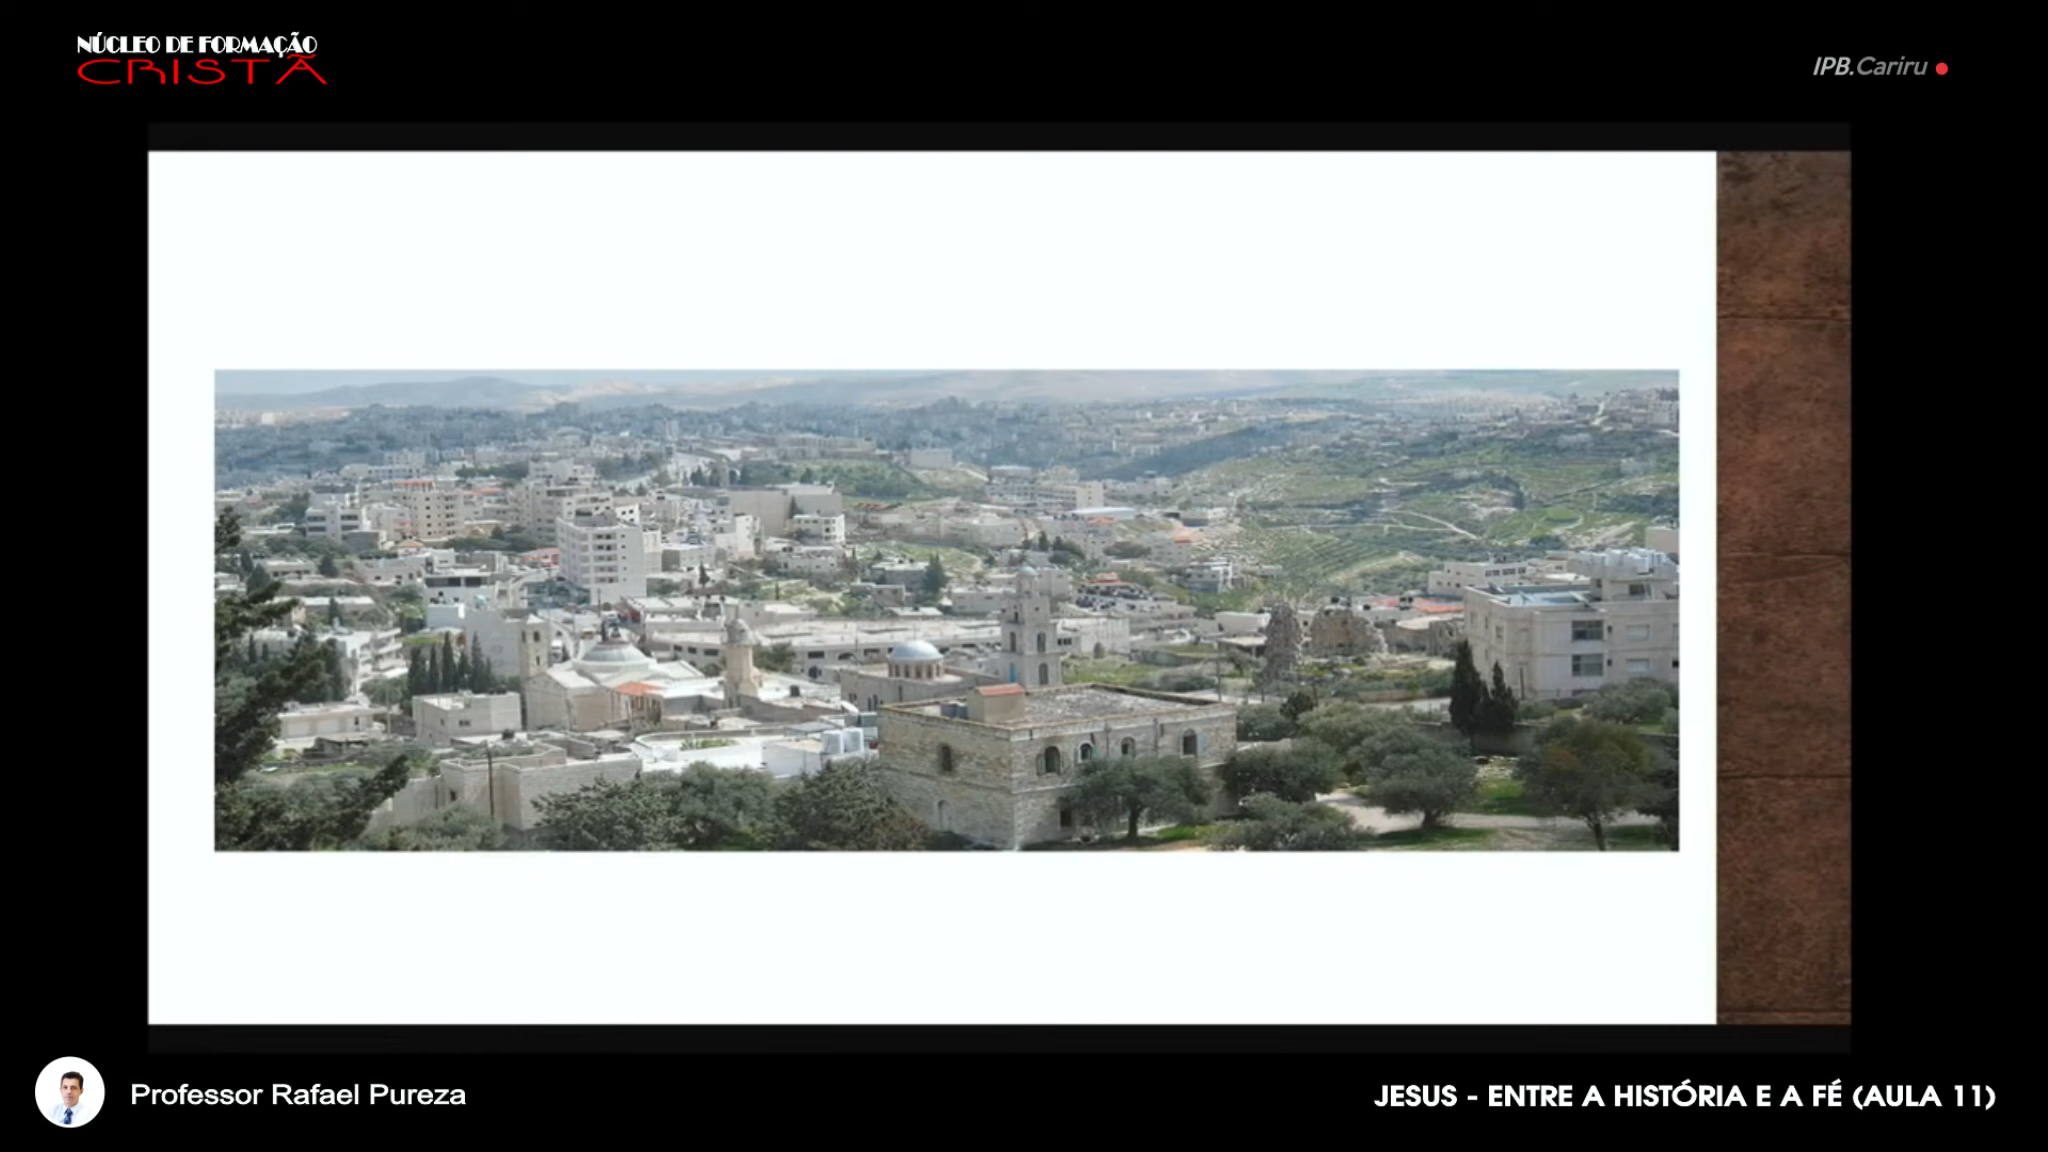 NÚCLEO DE FORMAÇÃO
CRISTÃ
IPB.Cariru
Professor Rafael Pureza
JESUS - ENTRE A HISTÓRIA E A FÉ (AULA 11)